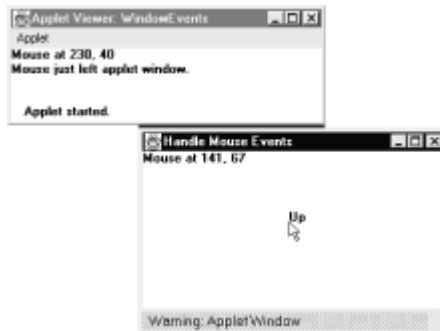 Applet Viewer: WindowEvents
Applet
Mouse at 230, 40
Mouse just left applet window.
Applet started.
Handle Mouse Events
Mouse at 141, 67
Up
Warning: Applet Window